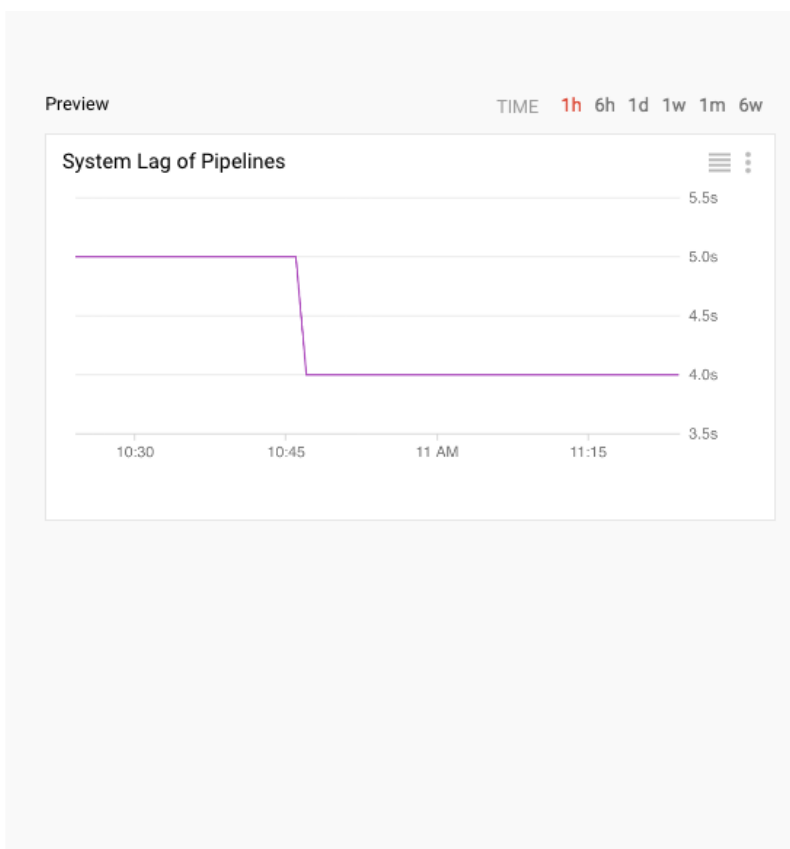 Preview TIME 1h 6h 1d 1w 1m 6w
System Lag of Pipelines
5.5s
5.0s
4.5s
4.0s
3.5s
10:30 10:45 11 AM 11:15